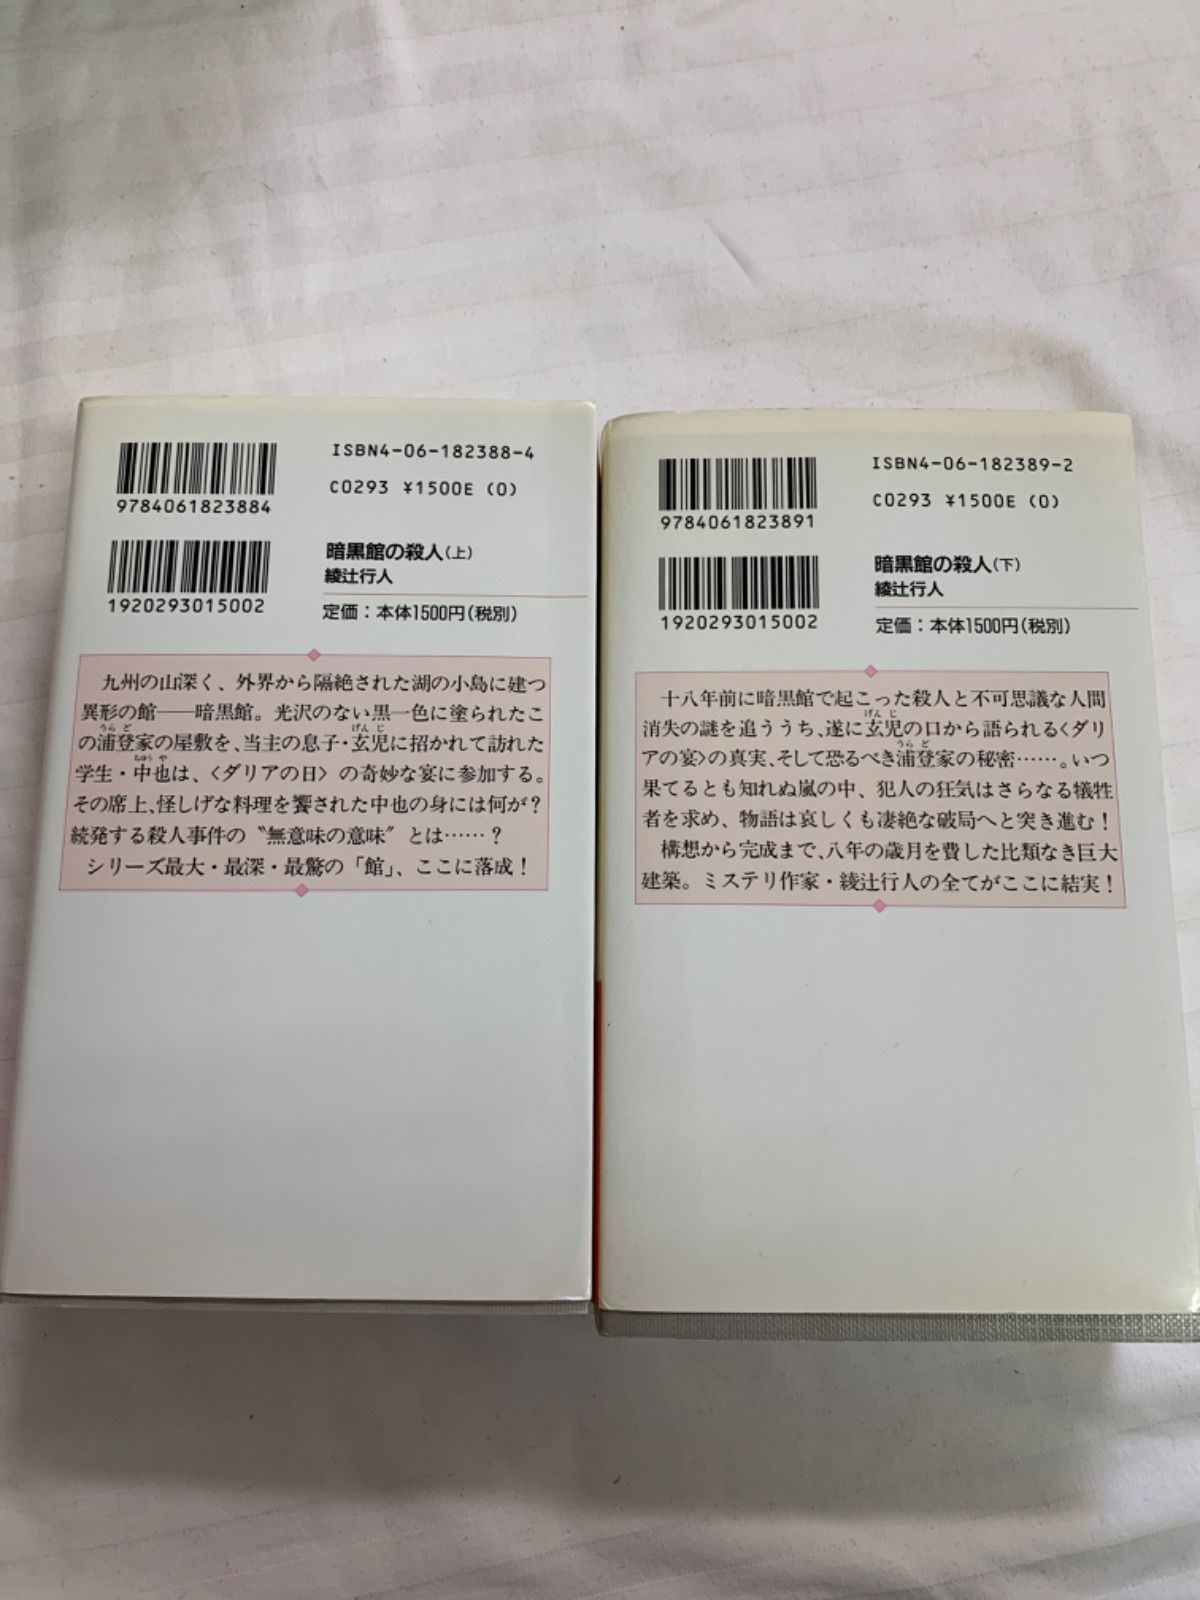 ISBN4-06-182388-4
C0293 ¥1500E (0)
9784061823884
1920293015002
暗黒館の殺人(上)
綾辻行人
定価：本体1500円(税別)
九州の山深く、外界から隔絶された湖の小島に建つ
異形の館――暗黒館。光沢のない黒一色に塗られたこ
の浦登家の屋敷を、当主の息子・玄児に招かれて訪れた
うら ど
げん じ
学生・中也は、〈ダリアの日〉の奇妙な宴に参加する。
ちゅう や
その席上、怪しげな料理を饗された中也の身には何が？
続発する殺人事件の〝無意味の意味〟とは……？
シリーズ最大・最深・最驚の「館」、ここに落成！
ISBN4-06-182389-2
C0293 ¥1500E (0)
9784061823891
1920293015002
暗黒館の殺人(下)
綾辻行人
定価：本体1500円(税別)
十八年前に暗黒館で起こった殺人と不可思議な人間
消失の謎を追ううち、遂に玄児の口から語られる〈ダリ
げん じ
アの宴〉の真実、そして恐るべき浦登家の秘密……。いつ
うら ど
果てるとも知れぬ嵐の中、犯人の狂気はさらなる犠牲
者を求め、物語は哀しくも凄絶な破局へと突き進む！
構想から完成まで、八年の歳月を費した比類なき巨大
建築。ミステリ作家・綾辻行人の全てがここに結実！